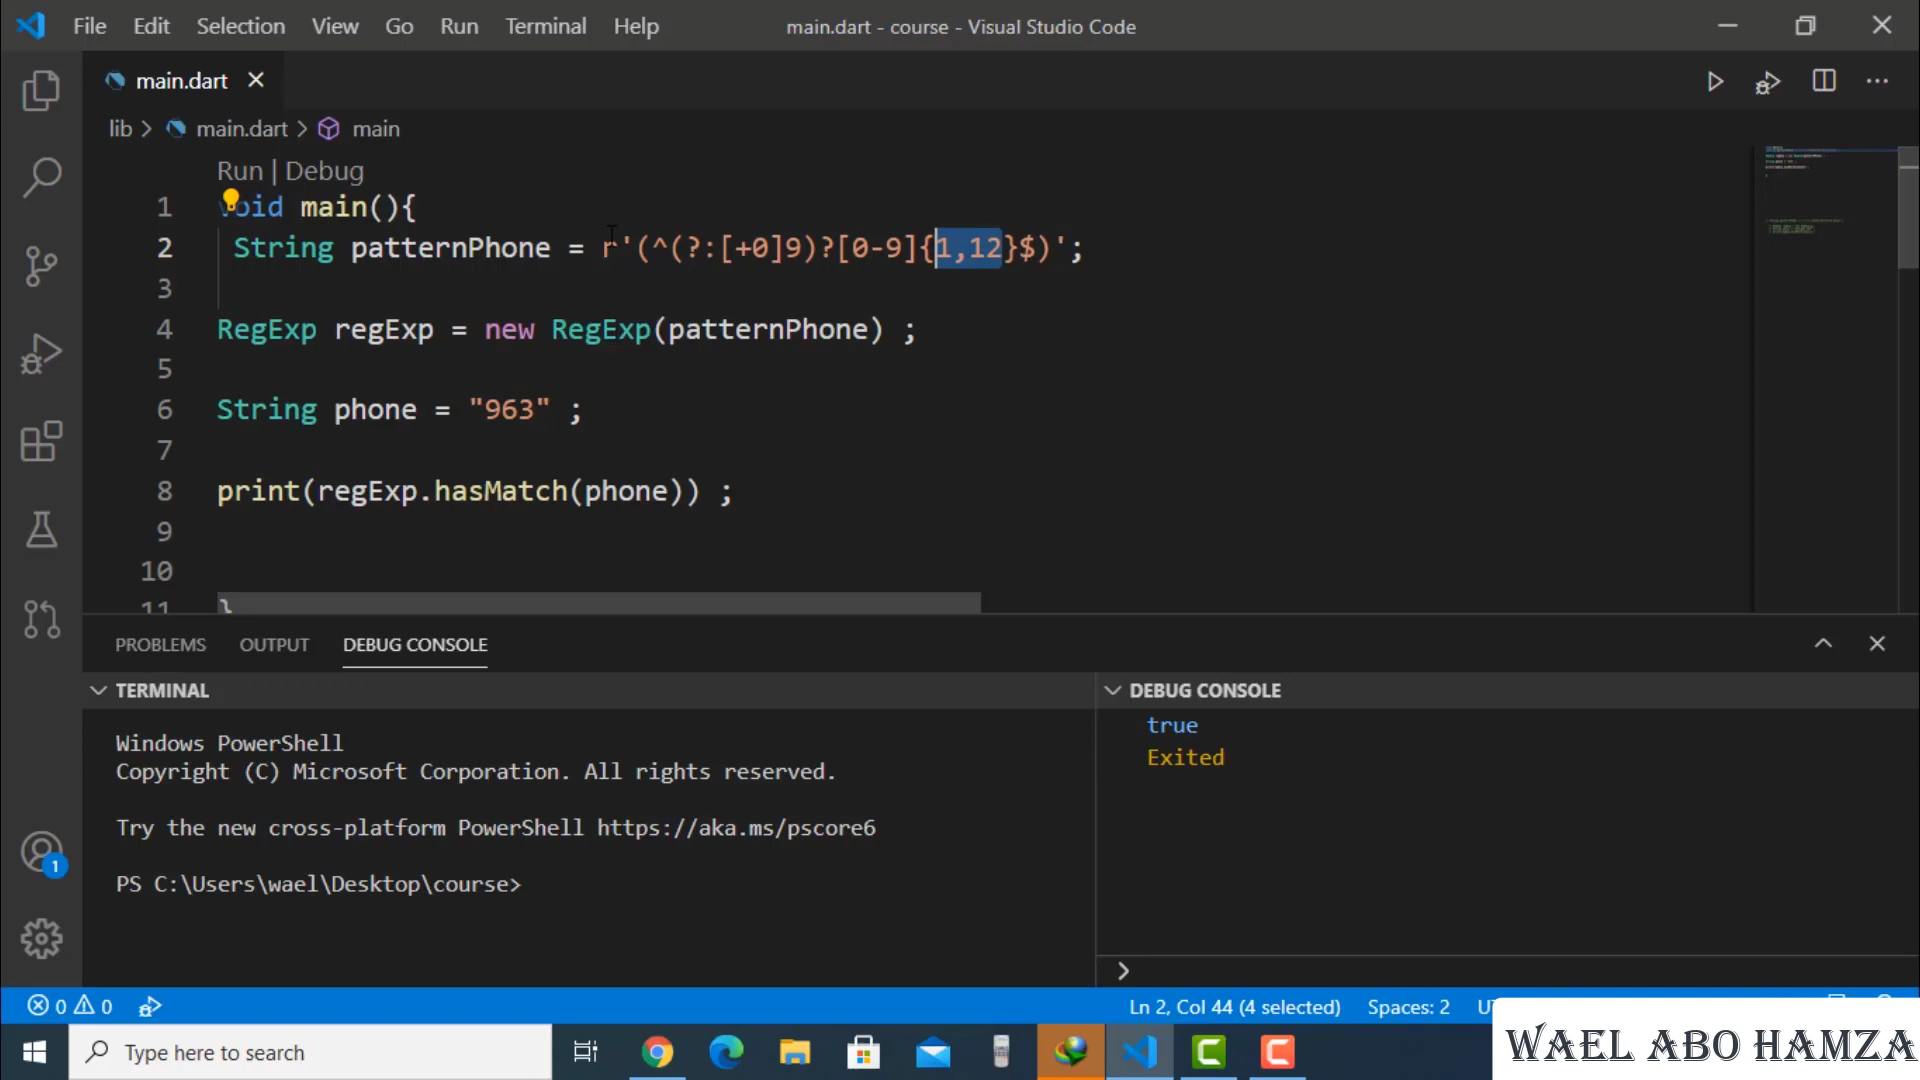 File Edit Selection View Go Run Terminal Help
main.dart - course - Visual Studio Code
main.dart
lib > main.dart > main
Run | Debug
1 void main(){
2 String patternPhone = r'(^(?:[+0]9)?[0-9]{1,12}$)';
3
4 RegExp regExp = new RegExp(patternPhone) ;
5
6 String phone = "963" ;
7
8 print(regExp.hasMatch(phone)) ;
9
10
11 }
PROBLEMS OUTPUT DEBUG CONSOLE
TERMINAL
Windows PowerShell
Copyright (C) Microsoft Corporation. All rights reserved.
Try the new cross-platform PowerShell https://aka.ms/pscore6
PS C:\Users\wael\Desktop\course>
DEBUG CONSOLE
true
Exited
1
0 0
Ln 2, Col 44 (4 selected) Spaces: 2
Type here to search
WAEL ABO HAMZA